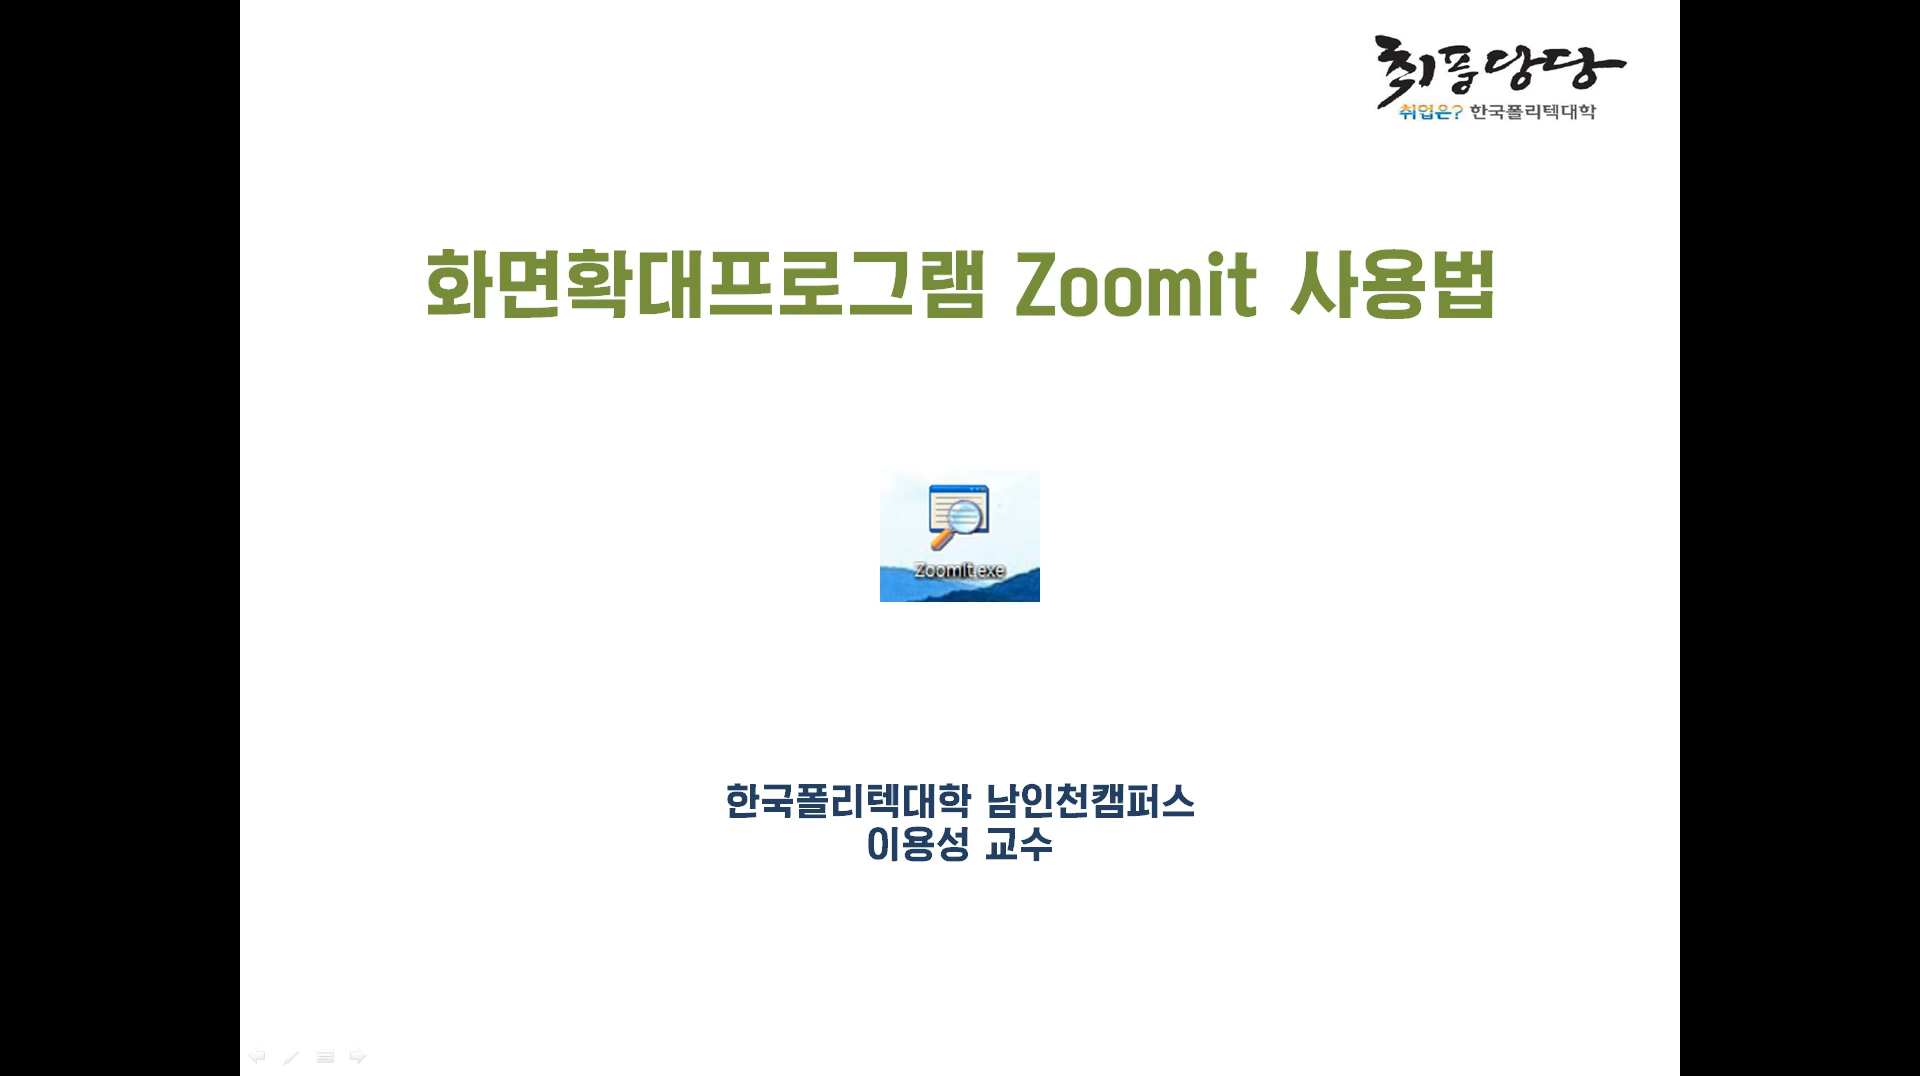 취풍당당
취업은? 한국폴리텍대학
화면확대프로그램 Zoomit 사용법
Zoomit.exe
한국폴리텍대학 남인천캠퍼스
이용성 교수